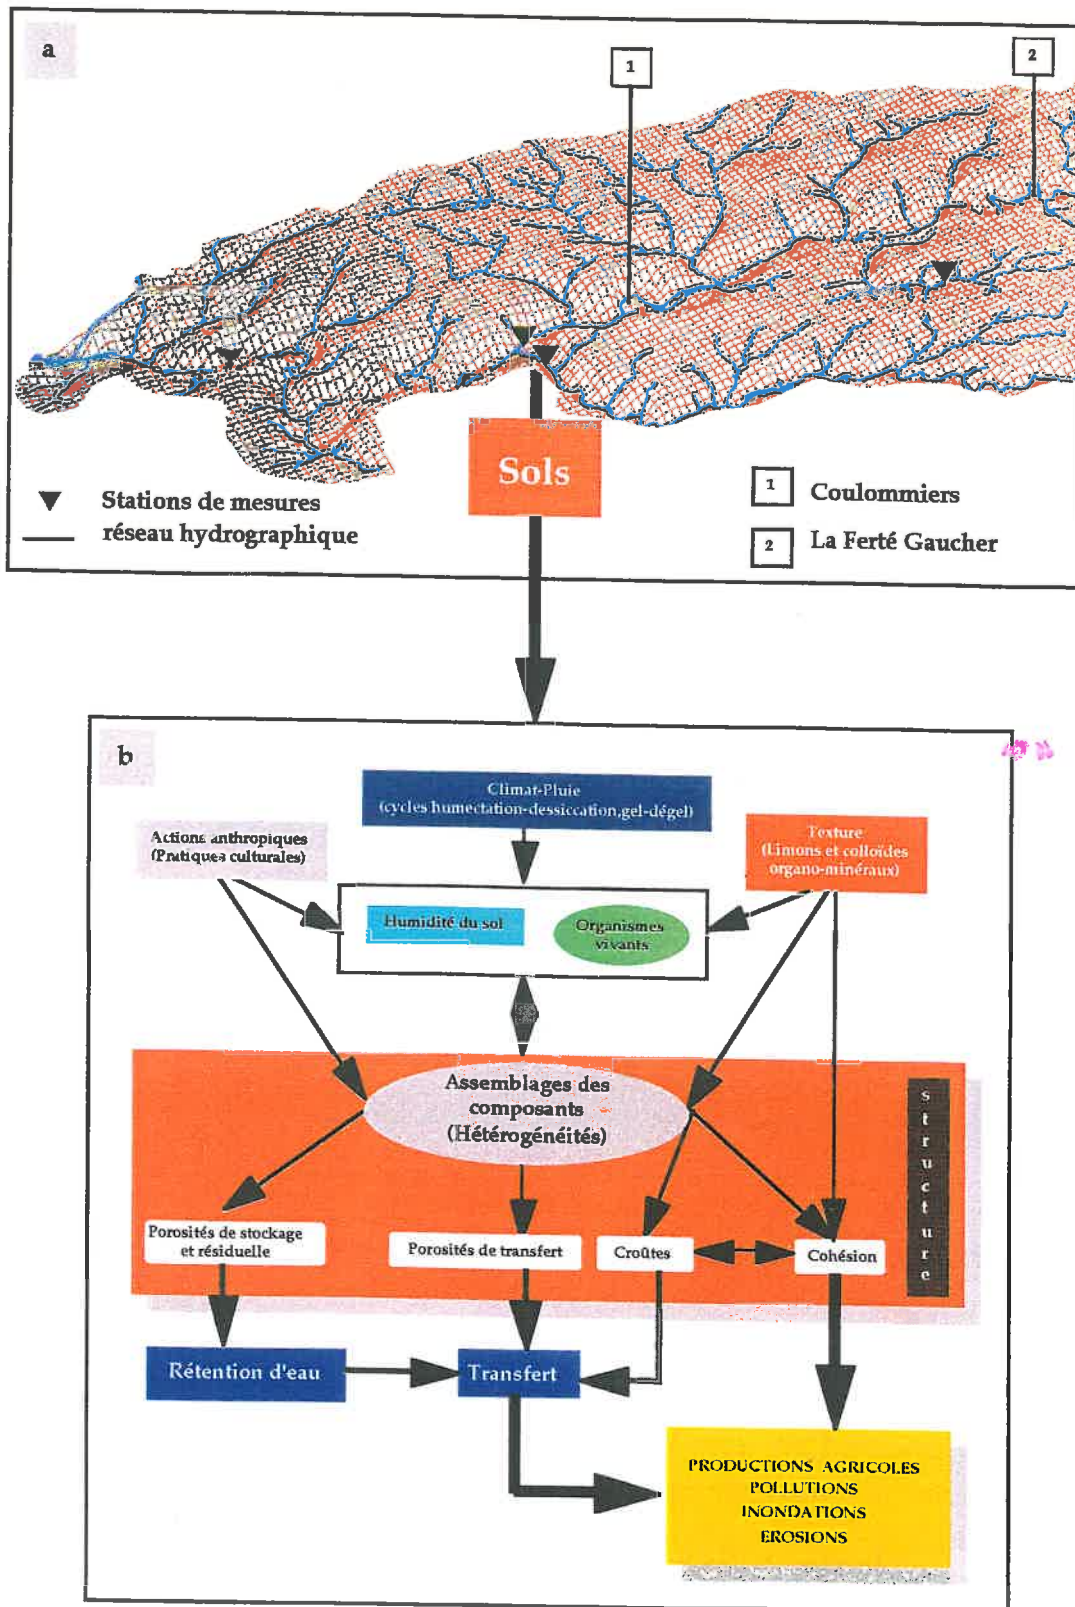 a
1
2
Sols
Stations de mesures
réseau hydrographique
1 Coulommiers
2 La Ferté Gaucher
b
Climat-Pluie
(cycles humectation-dessiccation,gel-dégel)
Actions anthropiques
(Pratiques culturales)
Texture
(Limons et colloïdes
organo-minéraux)
Humidité du sol
Organismes
vivants
Assemblages des
composants
(Hétérogénéités)
structure
Porosités de stockage
et résiduelle
Porosités de transfert
Croûtes
Cohésion
Rétention d'eau
Transfert
PRODUCTIONS AGRICOLES
POLLUTIONS
INONDATIONS
EROSIONS